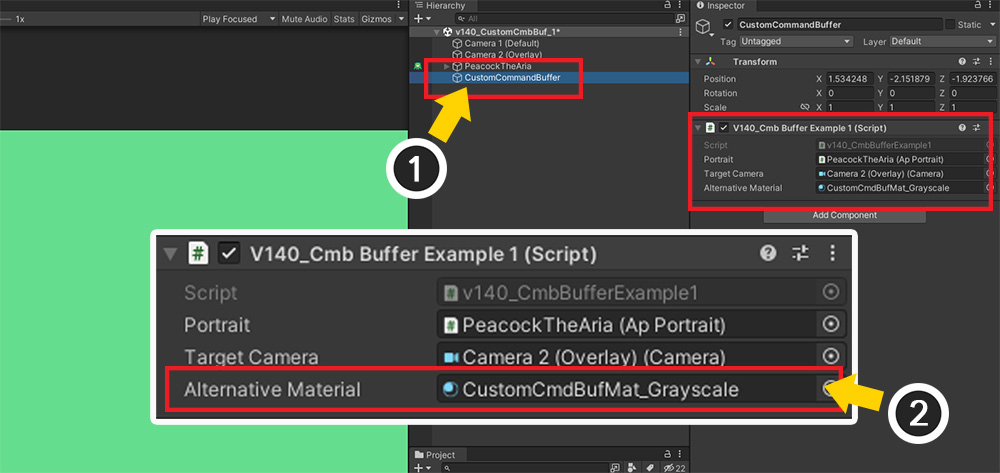 1x
Play Focused
Mute Audio
Stats
Gizmos
Hierarchy
All
v140_CustomCmbBuf_1*
Camera 1 (Default)
Camera 2 (Overlay)
PeacockTheAria
CustomCommandBuffer
1
Inspector
CustomCommandBuffer
Static
Tag Untagged
Layer Default
Transform
Position X 1.534248 Y -2.151879 Z -1.923766
Rotation X 0 Y 0 Z 0
Scale X 1 Y 1 Z 1
# V140_Cmb Buffer Example 1 (Script)
Script # v140_CmbBufferExample1
Portrait # PeacockTheAria (Ap Portrait)
Target Camera Camera 2 (Overlay) (Camera)
Alternative Material CustomCmdBufMat_Grayscale
Add Component
# V140_Cmb Buffer Example 1 (Script)
Script # v140_CmbBufferExample1
Portrait # PeacockTheAria (Ap Portrait)
Target Camera Camera 2 (Overlay) (Camera)
Alternative Material CustomCmdBufMat_Grayscale
2
Project
22